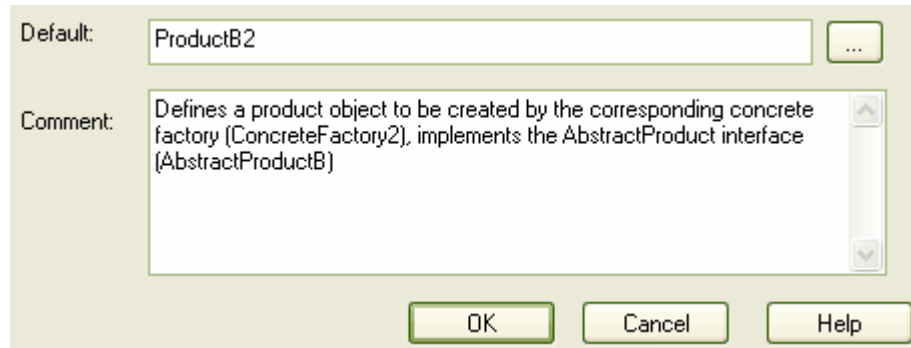 Default: ProductB2 ...
Comment: Defines a product object to be created by the corresponding concrete
factory (ConcreteFactory2), implements the AbstractProduct interface
(AbstractProductB)
OK Cancel Help